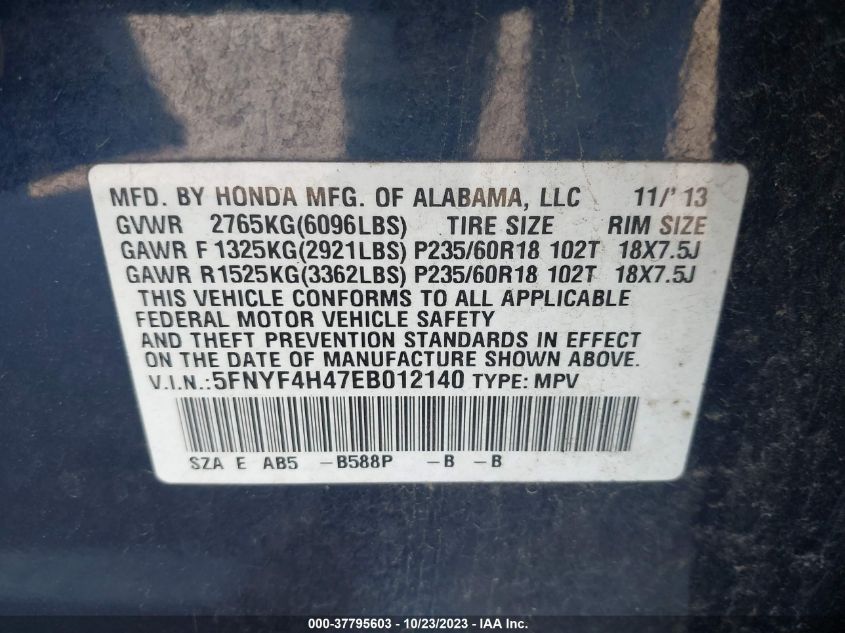 MFD. BY HONDA MFG. OF ALABAMA, LLC 11/'13
GVWR 2765KG(6096LBS) TIRE SIZE RIM SIZE
GAWR F 1325KG(2921LBS) P235/60R18 102T 18X7.5J
GAWR R1525KG(3362LBS) P235/60R18 102T 18X7.5J
THIS VEHICLE CONFORMS TO ALL APPLICABLE
FEDERAL MOTOR VEHICLE SAFETY
AND THEFT PREVENTION STANDARDS IN EFFECT
ON THE DATE OF MANUFACTURE SHOWN ABOVE.
V.I.N.:5FNYF4H47EB012140 TYPE: MPV
SZA E AB5 -B588P -B -B
000-37795603 - 10/23/2023 - IAA Inc.